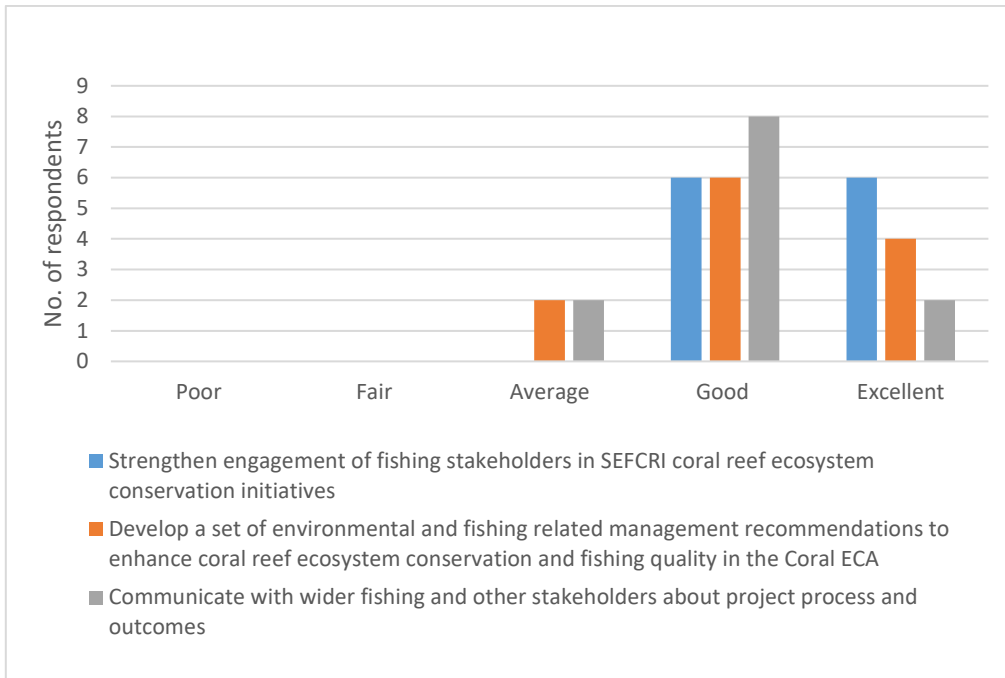 9
8
7
6
5
4
3
2
1
0
No. of respondents
Poor Fair Average Good Excellent
Strengthen engagement of fishing stakeholders in SEFCRI coral reef ecosystem
conservation initiatives
Develop a set of environmental and fishing related management recommendations to
enhance coral reef ecosystem conservation and fishing quality in the Coral ECA
Communicate with wider fishing and other stakeholders about project process and
outcomes